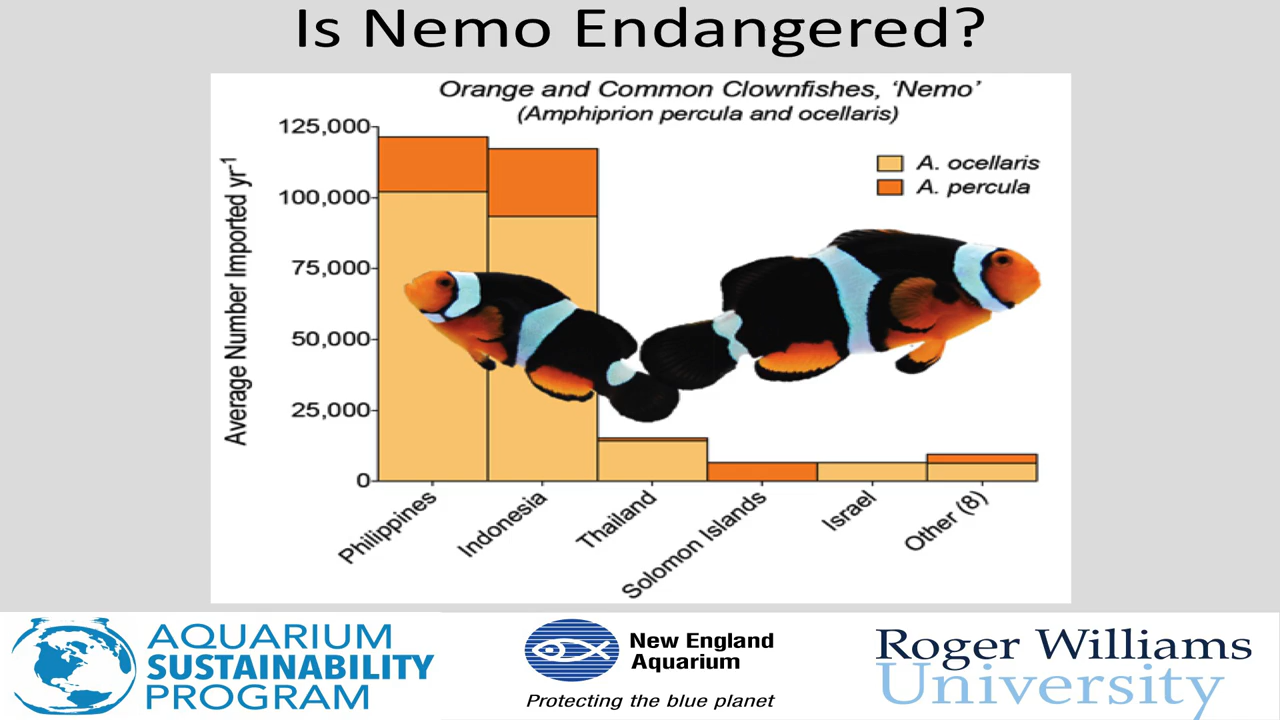 Is Nemo Endangered?
Orange and Common Clownfishes, ‘Nemo’
(Amphiprion percula and ocellaris)
A. ocellaris
A. percula
Average Number Imported yr⁻¹
125,000
100,000
75,000
50,000
25,000
0
Philippines
Indonesia
Thailand
Solomon Islands
Israel
Other (8)
AQUARIUM
SUSTAINABILITY
PROGRAM
New England
Aquarium
Protecting the blue planet
Roger Williams
University